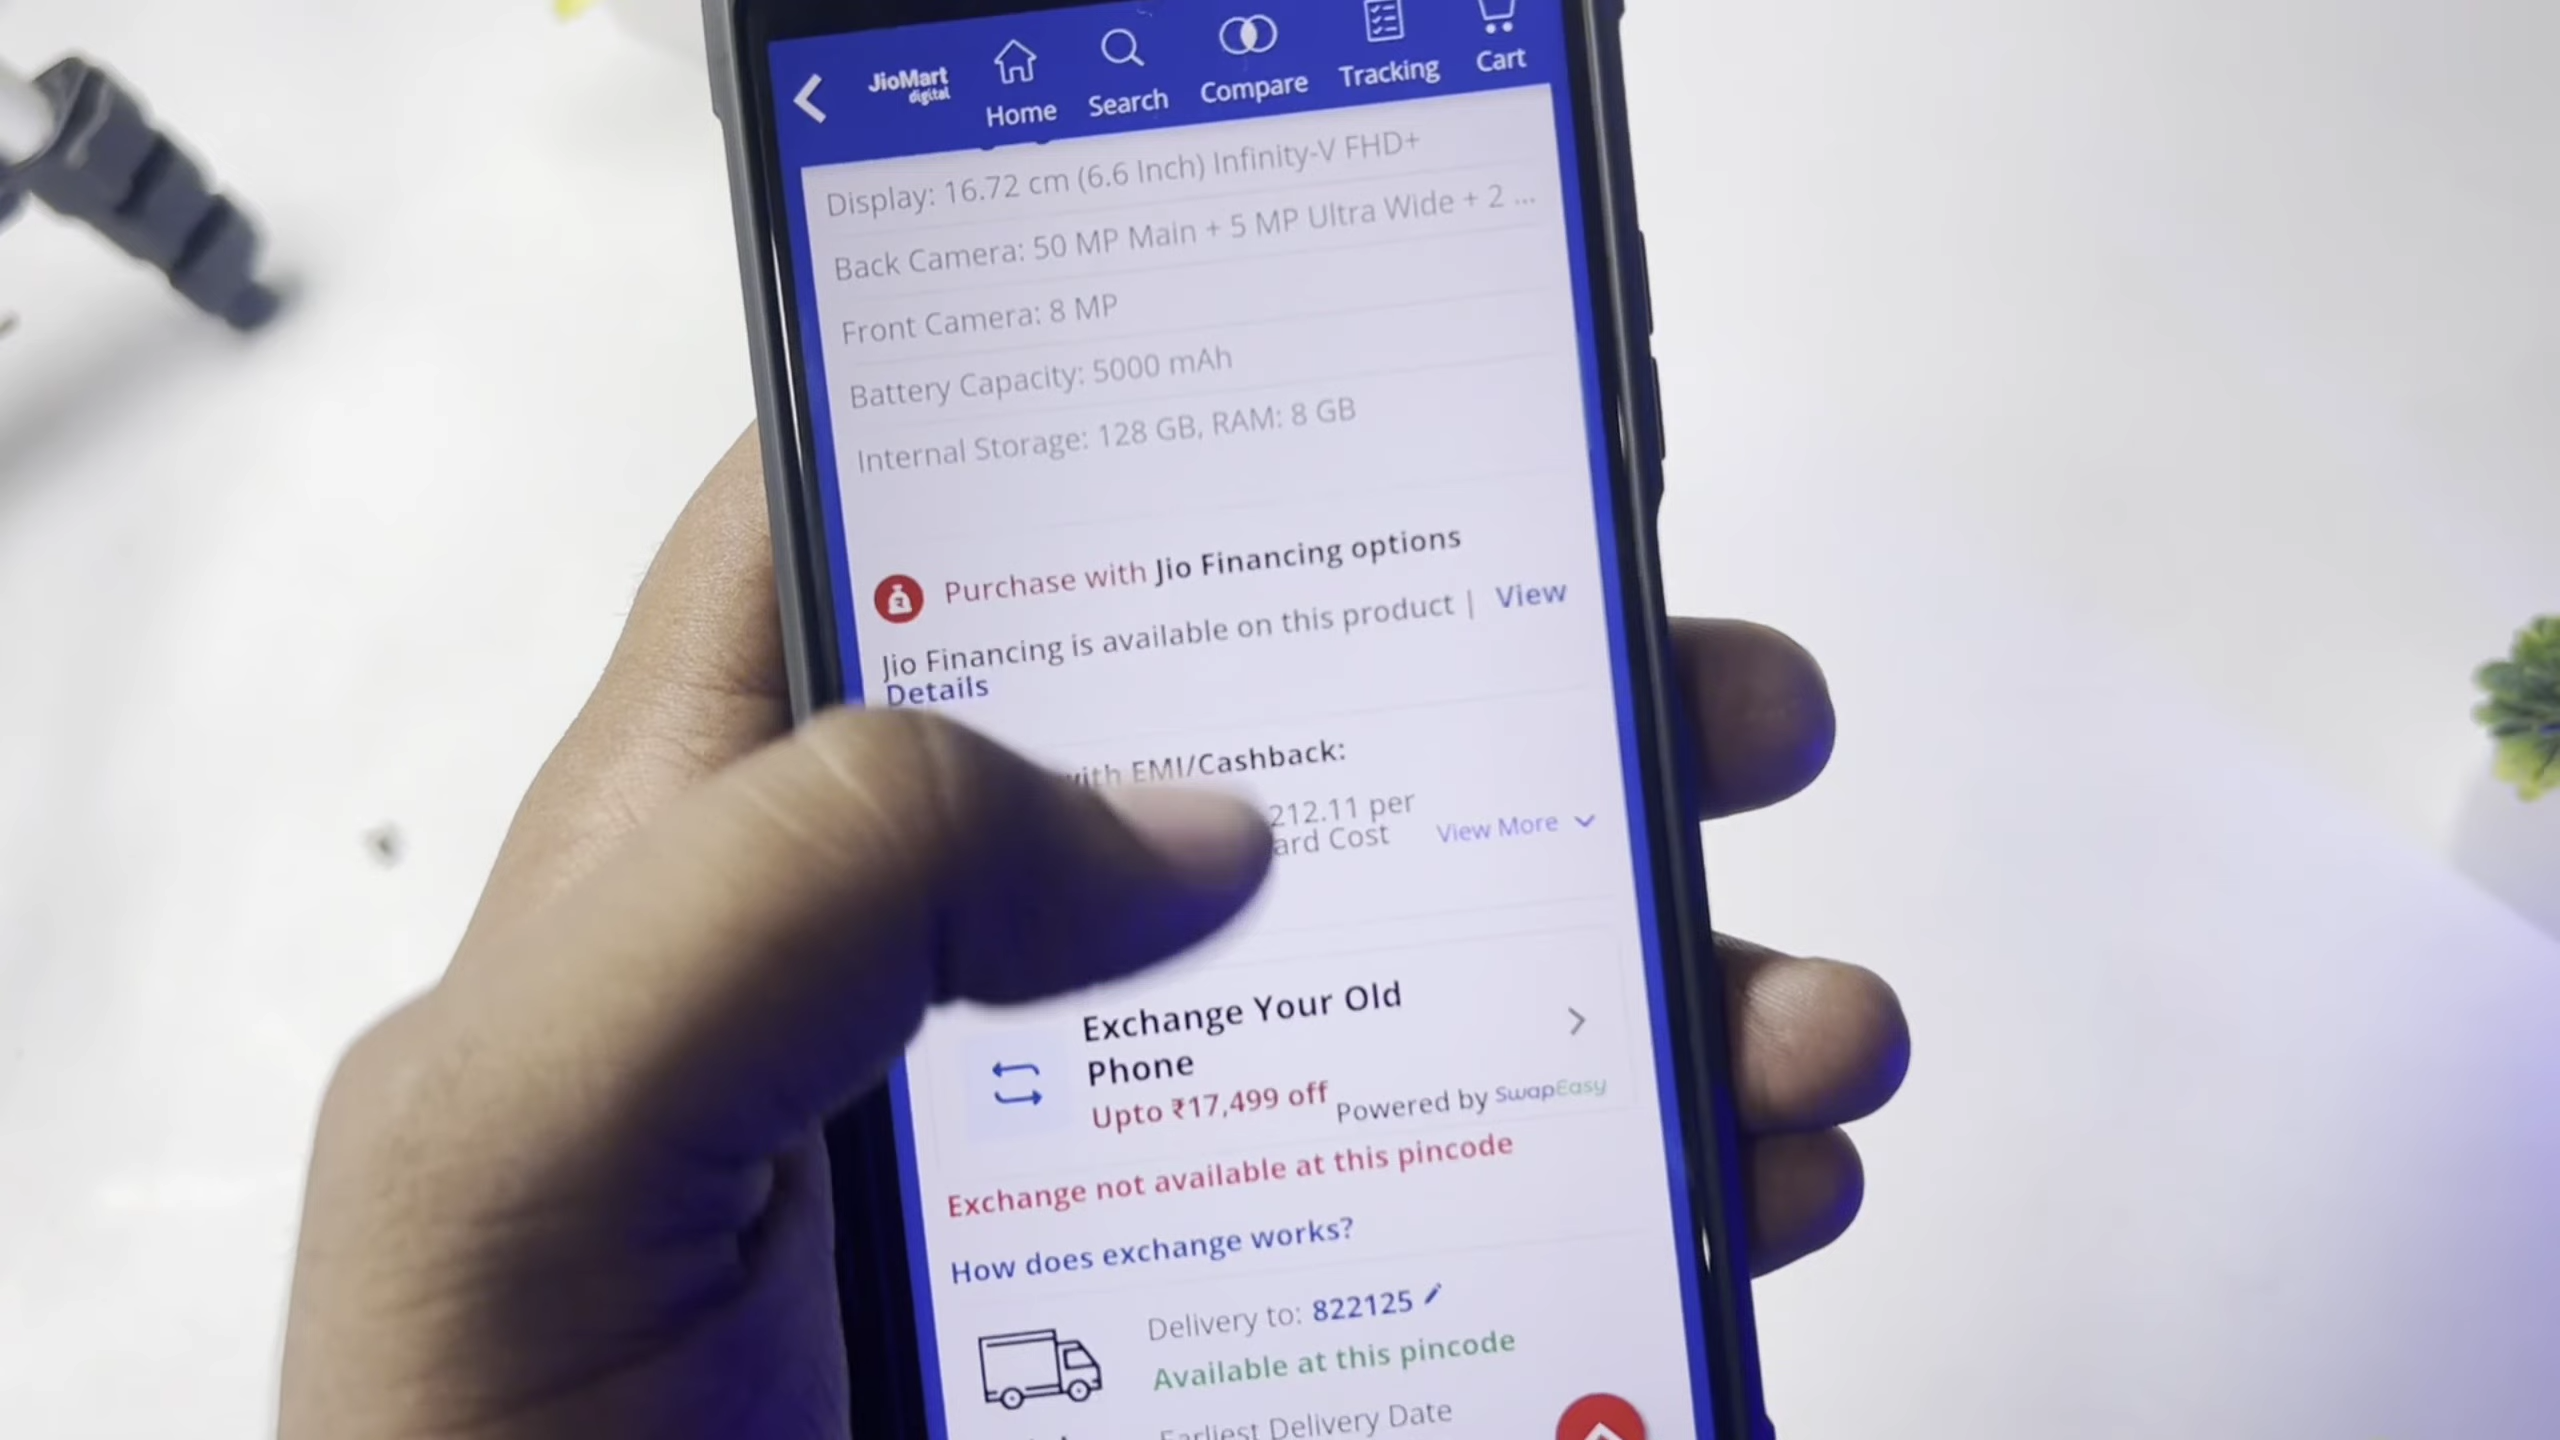 JioMart
digital
Home
Search
Compare
Tracking
Cart
Display: 16.72 cm (6.6 Inch) Infinity-V FHD+
Back Camera: 50 MP Main + 5 MP Ultra Wide + 2 ...
Front Camera: 8 MP
Battery Capacity: 5000 mAh
Internal Storage: 128 GB, RAM: 8 GB
Purchase with Jio Financing options
Jio Financing is available on this product | View
Details
with EMI/Cashback:
212.11 per
Cost
View More
Exchange Your Old
Phone
Upto ₹17,499 off
Powered by SwapEasy
Exchange not available at this pincode
How does exchange works?
Delivery to: 822125
Available at this pincode
Earliest Delivery Date